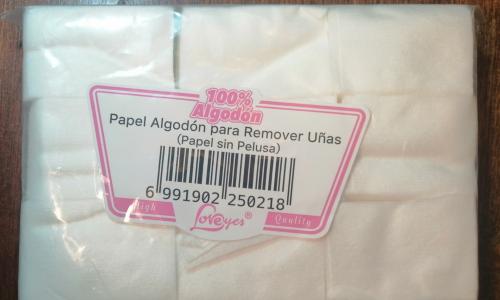 100%
Algodón
Papel Algodón para Remover Uñas
(Papel sin Pelusa)
6 991902 250218
High Loveyes® Quality